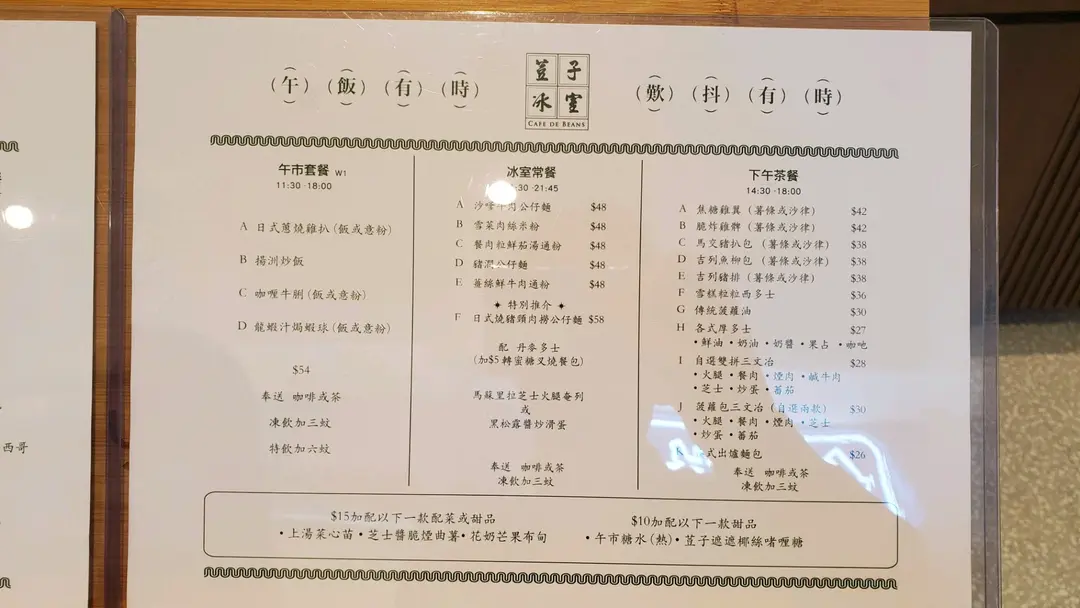 (午)(飯)(有)(時)
荳子
冰室
CAFE DE BEANS
(歎)(抖)(有)(時)
午市套餐 W1
11:30 -18:00
A 日式蔥燒雞扒(飯或意粉)
B 揚洲炒飯
C 咖喱牛腩(飯或意粉)
D 龍蝦汁焗蝦球(飯或意粉)
$54
奉送 咖啡或茶
凍飲加三蚊
特飲加六蚊
冰室常餐
:30 -21:45
A 沙嗲牛肉公仔麵 $48
B 雪菜肉絲米粉 $48
C 餐肉粒鮮茄湯通粉 $48
D 豬潤公仔麵 $48
E 薑絲鮮牛肉通粉 $48
✦ 特別推介 ✦
F 日式燒豬頸肉撈公仔麵 $58
配 丹麥多士
(加$5 轉蜜糖叉燒餐包)
馬蘇里拉芝士火腿奄列
或
黑松露醬炒滑蛋
奉送 咖啡或茶
凍飲加三蚊
下午茶餐
14:30 -18:00
A 焦糖雞翼 (薯條或沙律) $42
B 脆炸雞髀 (薯條或沙律) $42
C 馬交豬扒包 (薯條或沙律) $38
D 吉列魚柳包 (薯條或沙律) $38
E 吉列豬排 (薯條或沙律) $38
F 雪糕粒粒西多士 $36
G 傳統菠蘿油 $30
H 各式厚多士 $27
•鮮油 •奶油 •奶醬 •果占 •咖吔
I 自選雙拼三文冶 $28
•火腿 •餐肉 •煙肉 •鹹牛肉
•芝士 •炒蛋 •蕃茄
J 菠蘿包三文冶 (自選兩款) $30
•火腿 •餐肉 •煙肉 •芝士
•炒蛋 •蕃茄
K 式出爐麵包 $26
奉送 咖啡或茶
凍飲加三蚊
$15加配以下一款配菜或甜品
•上湯菜心苗 •芝士醬脆煙曲薯 •花奶芒果布甸
$10加配以下一款甜品
•午市糖水(熱) •荳子遮遮椰絲啫喱糖
西哥